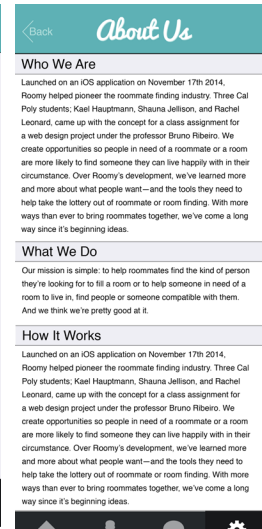 Back
About Us
Who We Are
Launched on an iOS application on November 17th 2014,
Roomy helped pioneer the roommate finding industry. Three Cal
Poly students; Kael Hauptmann, Shauna Jellison, and Rachel
Leonard, came up with the concept for a class assignment for
a web design project under the professor Bruno Ribeiro. We
create opportunities so people in need of a roommate or a room
are more likely to find someone they can live happily with in their
circumstance. Over Roomy's development, we've learned more
and more about what people want—and the tools they need to
help take the lottery out of roommate or room finding. With more
ways than ever to bring roommates together, we've come a long
way since it's beginning ideas.
What We Do
Our mission is simple: to help roommates find the kind of person
they're looking for to fill a room or to help someone in need of a
room to live in, find people or someone compatible with them.
And we think we're pretty good at it.
How It Works
Launched on an iOS application on November 17th 2014,
Roomy helped pioneer the roommate finding industry. Three Cal
Poly students; Kael Hauptmann, Shauna Jellison, and Rachel
Leonard, came up with the concept for a class assignment for
a web design project under the professor Bruno Ribeiro. We
create opportunities so people in need of a roommate or a room
are more likely to find someone they can live happily with in their
circumstance. Over Roomy's development, we've learned more
and more about what people want—and the tools they need to
help take the lottery out of roommate or room finding. With more
ways than ever to bring roommates together, we've come a long
way since it's beginning ideas.